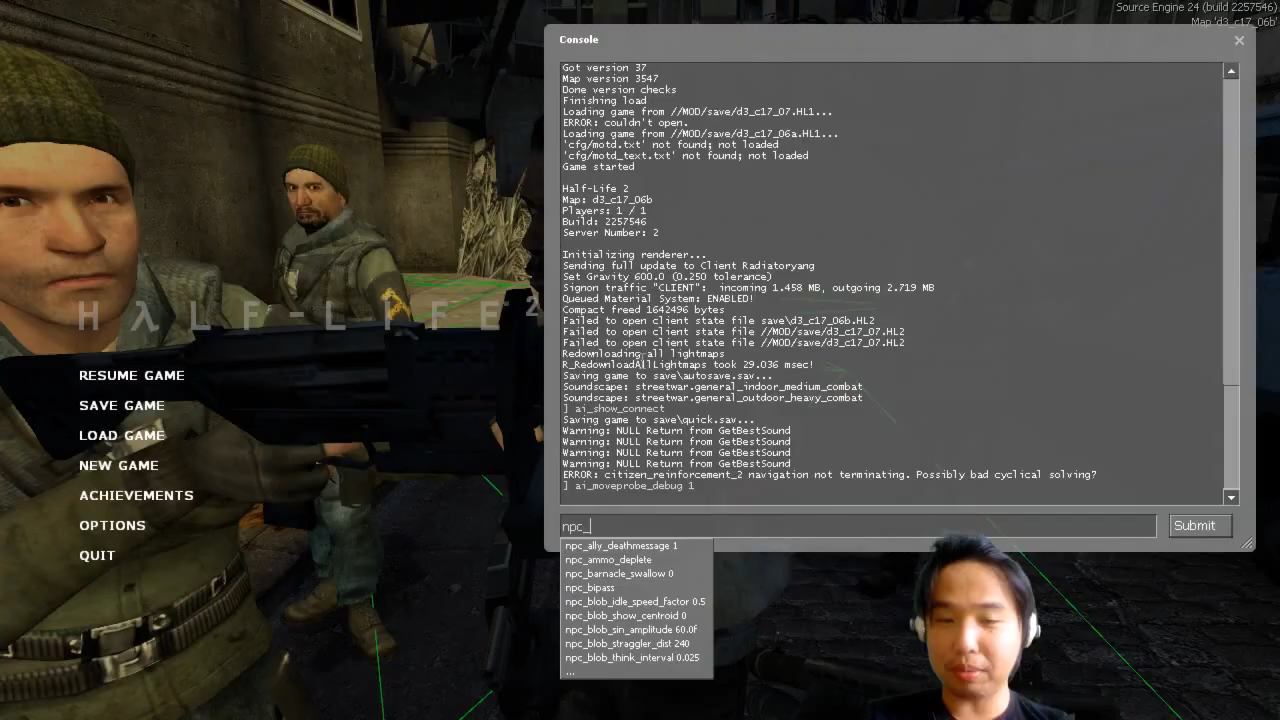 Source Engine 24 (build 2257546)
Map 'd3_c17_06b'
Console
Got version 37
Map version 3547
Done version checks
Finishing load
Loading game from //MOD/save/d3_c17_07.HL1...
ERROR: couldn't open.
Loading game from //MOD/save/d3_c17_06a.HL1...
'cfg/motd.txt' not found; not loaded
'cfg/motd_text.txt' not found; not loaded
Game started
Half-Life 2
Map: d3_c17_06b
Players: 1 / 1
Build: 2257546
Server Number: 2
Initializing renderer...
Sending full update to Client Radiatoryang
Set Gravity 600.0 (0.250 tolerance)
Signon traffic "CLIENT":  incoming 1.458 MB, outgoing 2.719 MB
Queued Material System: ENABLED!
Compact freed 1642496 bytes
Failed to open client state file save\d3_c17_06b.HL2
Failed to open client state file //MOD/save/d3_c17_07.HL2
Failed to open client state file //MOD/save/d3_c17_07.HL2
Redownloading all lightmaps
R_RedownloadAllLightmaps took 29.036 msec!
Saving game to save\autosave.sav...
Soundscape: streetwar.general_indoor_medium_combat
Soundscape: streetwar.general_outdoor_heavy_combat
] ai_show_connect
Saving game to save\quick.sav...
Warning: NULL Return from GetBestSound
Warning: NULL Return from GetBestSound
Warning: NULL Return from GetBestSound
Warning: NULL Return from GetBestSound
ERROR: citizen_reinforcement_2 navigation not terminating. Possibly bad cyclical solving?
] ai_moveprobe_debug 1
npc_
Submit
npc_ally_deathmessage 1
npc_ammo_deplete
npc_barnacle_swallow 0
npc_bipass
npc_blob_idle_speed_factor 0.5
npc_blob_show_centroid 0
npc_blob_sin_amplitude 60.0f
npc_blob_straggler_dist 240
npc_blob_think_interval 0.025
...
HλLF-LIFE²
RESUME GAME
SAVE GAME
LOAD GAME
NEW GAME
ACHIEVEMENTS
OPTIONS
QUIT